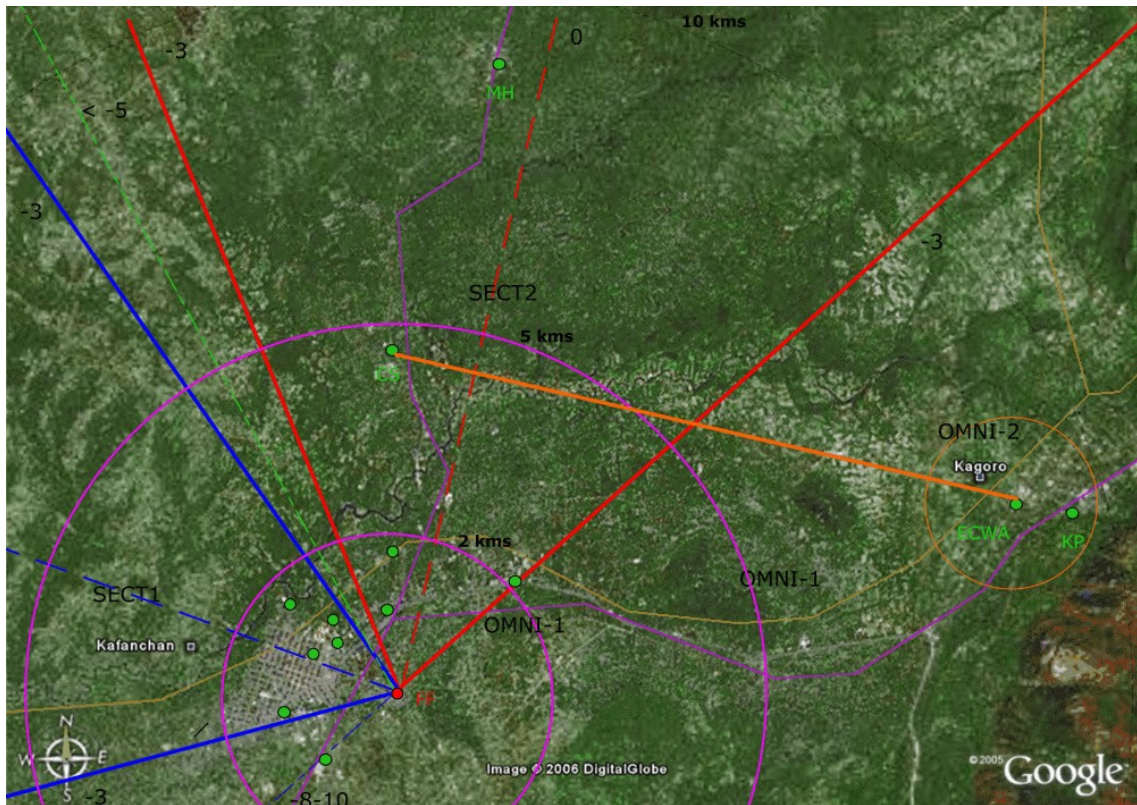 10 kms
0
-3
MH
< -5
-3
-3
SECT2
5 kms
OMNI-2
Kagoro
ECWA
KP
2 kms
OMNI-1
SECT1
OMNI-1
Kafanchan
N
W E
S
-3
-8-10
Image © 2006 DigitalGlobe
© 2005 Google